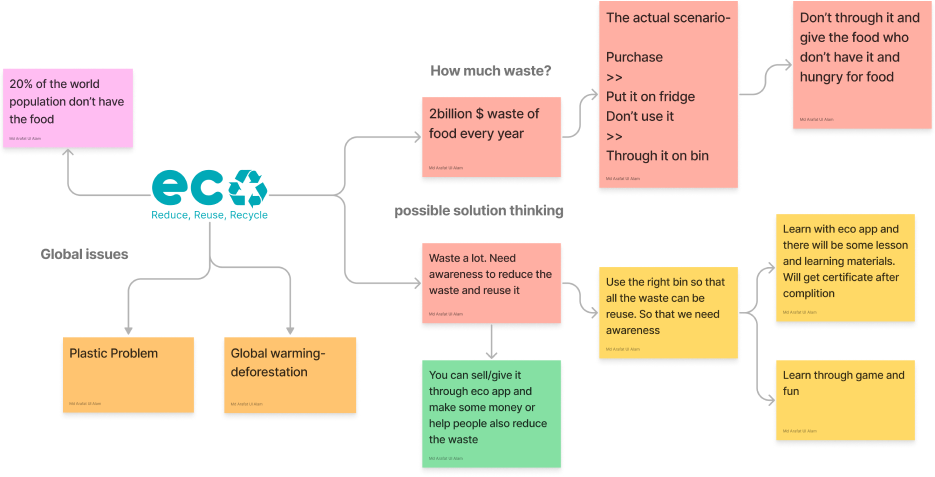 20% of the world
population don't have
the food
Md Arafat Ul Alam
eco
Reduce, Reuse, Recycle
Global issues
Plastic Problem
Md Arafat Ul Alam
Global warming-
deforestation
Md Arafat Ul Alam
How much waste?
2billion $ waste of
food every year
Md Arafat Ul Alam
The actual scenario-
Purchase
>>
Put it on fridge
Don't use it
>>
Through it on bin
Md Arafat Ul Alam
Don't through it and
give the food who
don't have it and
hungry for food
Md Arafat Ul Alam
possible solution thinking
Waste a lot. Need
awareness to reduce the
waste and reuse it
Md Arafat Ul Alam
You can sell/give it
through eco app and
make some money or
help people also reduce
the waste
Md Arafat Ul Alam
Use the right bin so that
all the waste can be
reuse. So that we need
awareness
Md Arafat Ul Alam
Learn with eco app and
there will be some lesson
and learning materials.
Will get certificate after
complition
Md Arafat Ul Alam
Learn through game and
fun
Md Arafat Ul Alam